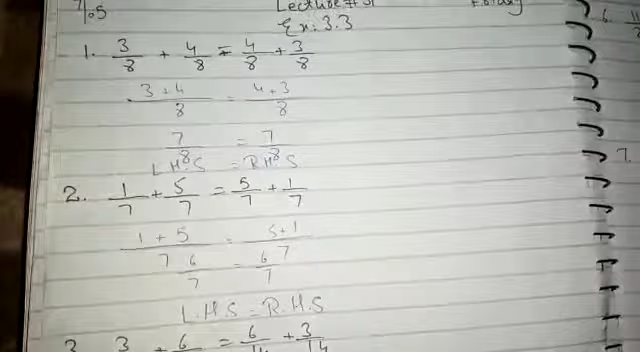 Lecture #31
Ex: 3.3
1. 3/8 + 4/8 = 4/8 + 3/8
3+4/8 = 4+3/8
7/8 = 7/8
L.H.S = R.H.S
2. 1/7 + 5/7 = 5/7 + 1/7
1+5/7 = 5+1/7
6/7 = 6/7
L.H.S = R.H.S
3. 3 + 6 = 6/14 + 3/14
6.
7.